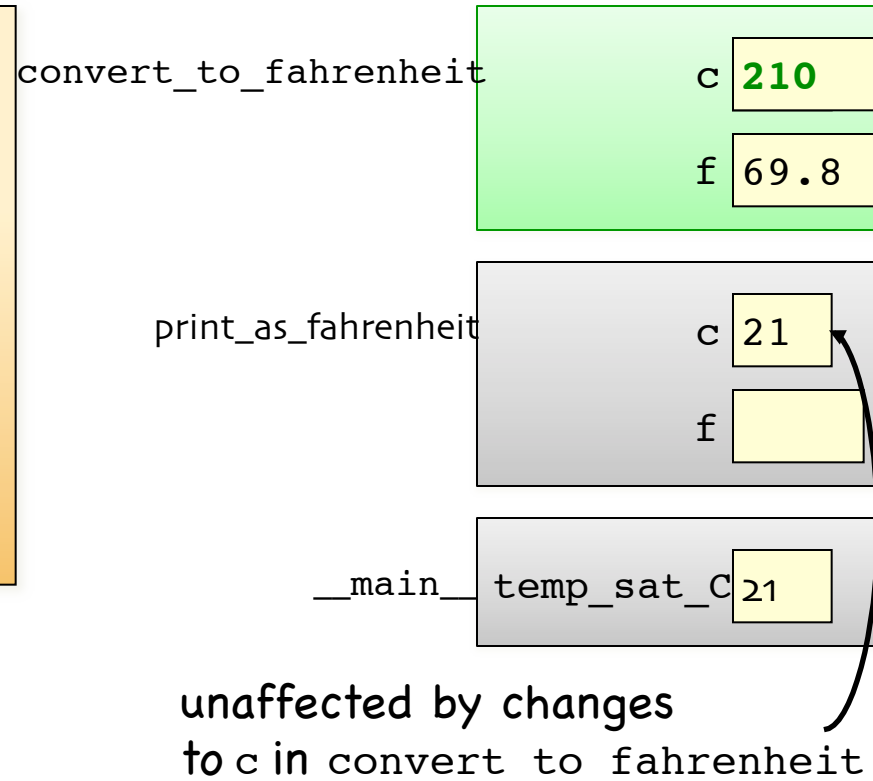 convert_to_fahrenheit c 210
f 69.8
print_as_fahrenheit c 21
f
__main__ temp_sat_C 21
unaffected by changes
to c in convert to fahrenheit